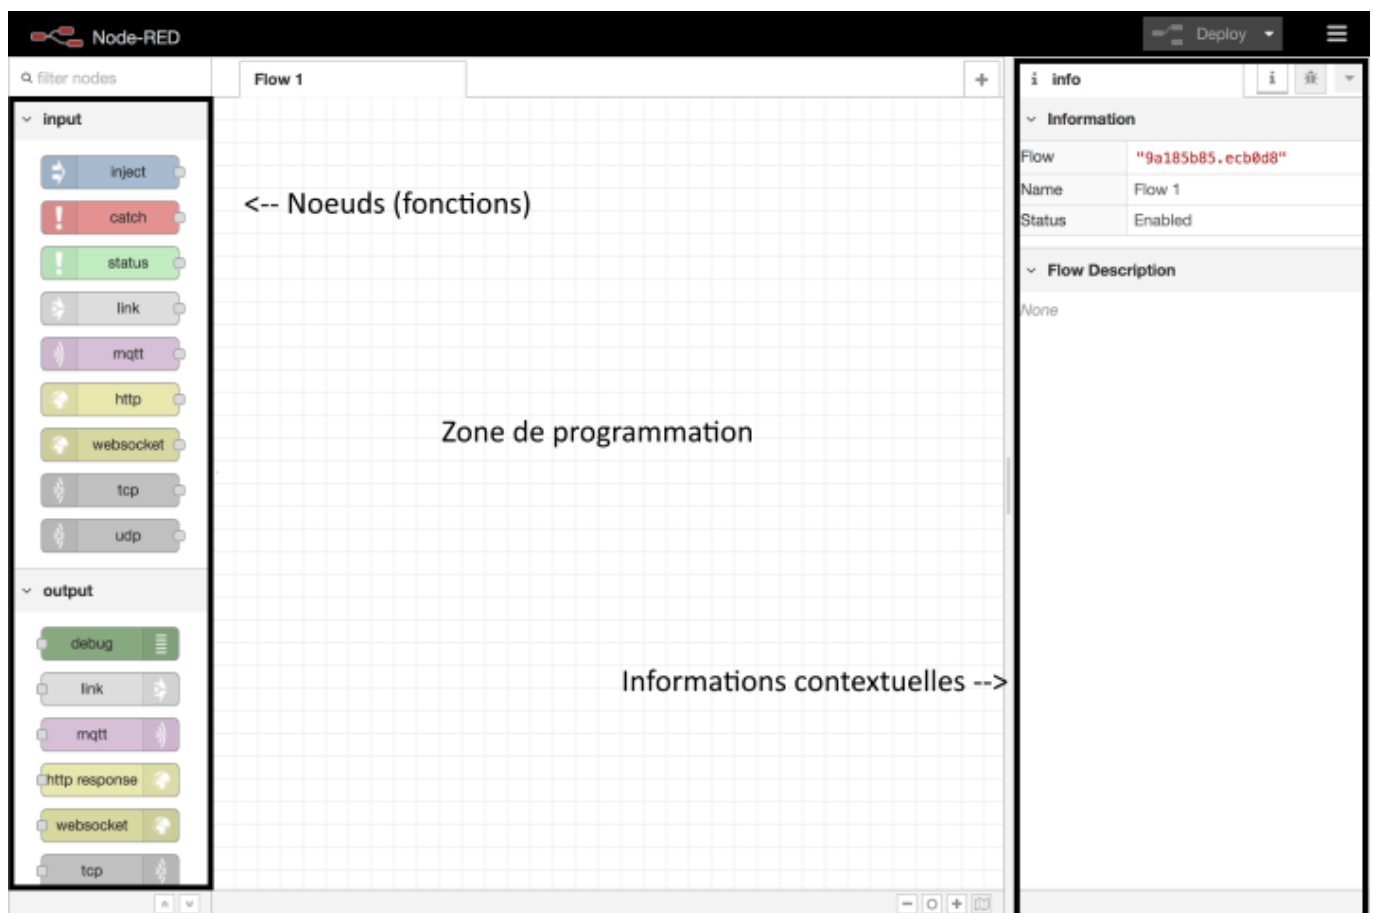 Node-RED
Deploy
filter nodes
Flow 1
i info
input
Information
inject
Flow "9a185b85.ecb0d8"
Name Flow 1
<-- Noeuds (fonctions)
catch
Status Enabled
status
Flow Description
link
None
mqtt
http
Zone de programmation
websocket
tcp
udp
output
debug
Informations contextuelles -->
link
mqtt
http response
websocket
tcp